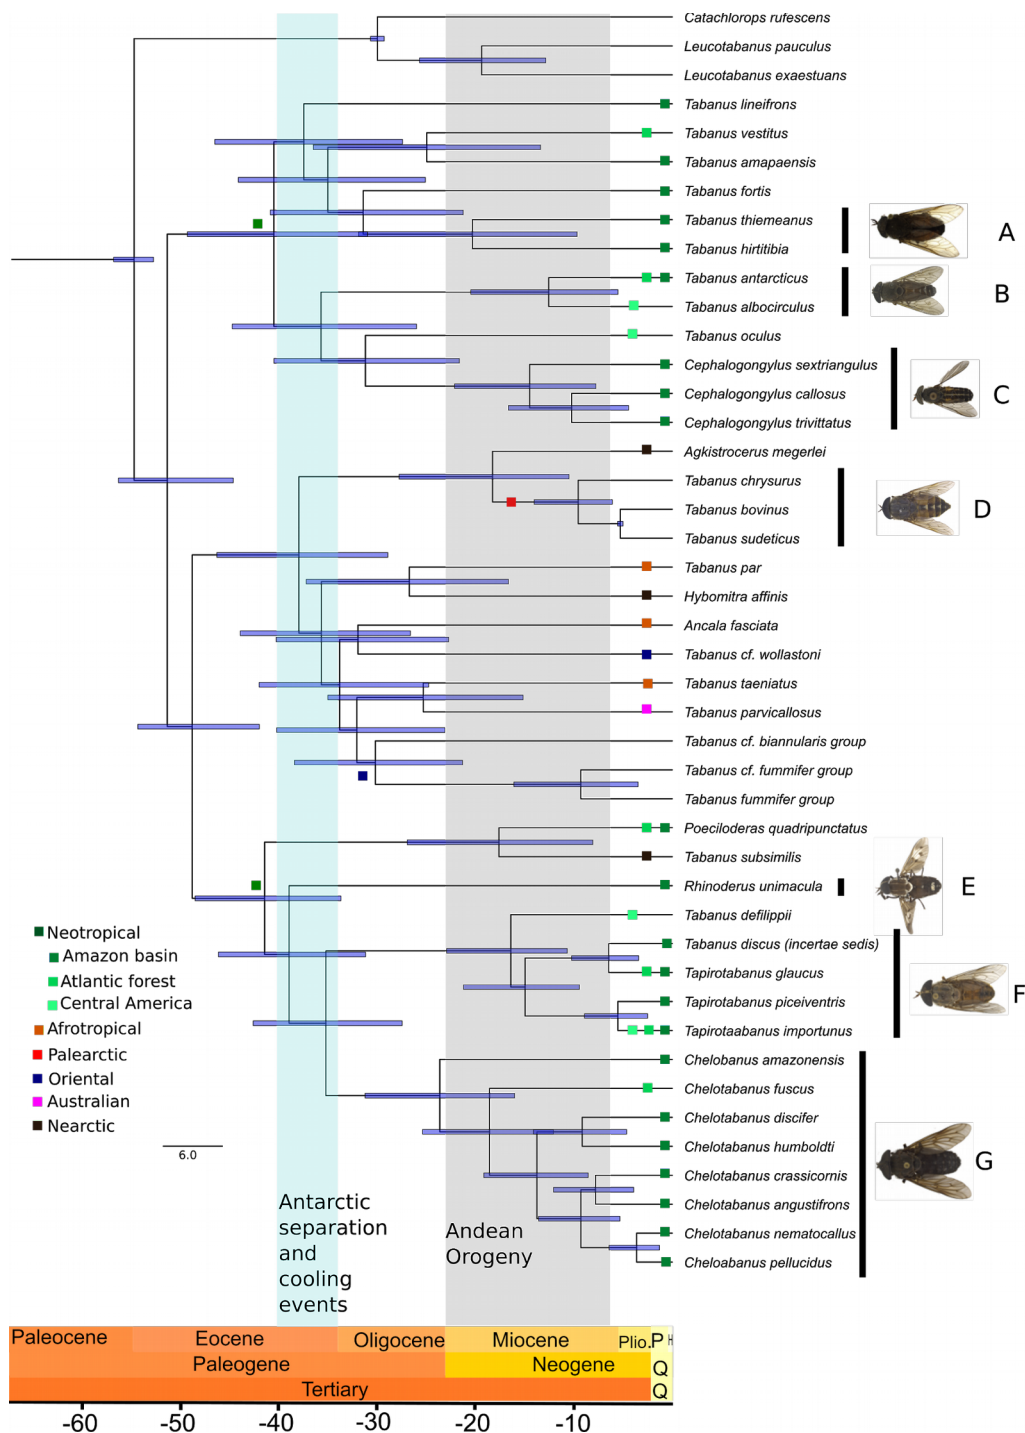 Catachlorops rufescens
Leucotabanus pauculus
Leucotabanus exaestuans
Tabanus lineifrons
Tabanus vestitus
Tabanus amapaensis
Tabanus fortis
Tabanus thiemeanus
A
Tabanus hirtitibia
Tabanus antarcticus
B
Tabanus albocirculus
Tabanus oculus
Cephalogongylus sextriangulus
Cephalogongylus callosus
C
Cephalogongylus trivittatus
Agkistrocerus megerlei
Tabanus chrysurus
Tabanus bovinus
D
Tabanus sudeticus
Tabanus par
Hybomitra affinis
Ancala fasciata
Tabanus cf. wollastoni
Tabanus taeniatus
Tabanus parvicallosus
Tabanus cf. biannularis group
Tabanus cf. fummifer group
Tabanus fummifer group
Poeciloderas quadripunctatus
Tabanus subsimilis
Rhinoderus unimacula
E
Tabanus defilippii
Tabanus discus (incertae sedis)
Tapirotabanus glaucus
F
Tapirotabanus piceiventris
Tapirotaabanus importunus
Chelobanus amazonensis
Chelotabanus fuscus
Chelotabanus discifer
Chelotabanus humboldti
G
Chelotabanus crassicornis
Chelotabanus angustifrons
Chelotabanus nematocallus
Cheloabanus pellucidus
Neotropical
Amazon basin
Atlantic forest
Central America
Afrotropical
Palearctic
Oriental
Australian
Nearctic
6.0
Antarctic
separation
and
cooling
events
Andean
Orogeny
Paleocene Eocene Oligocene Miocene Plio. P H
Paleogene Neogene Q
Tertiary Q
-60 -50 -40 -30 -20 -10